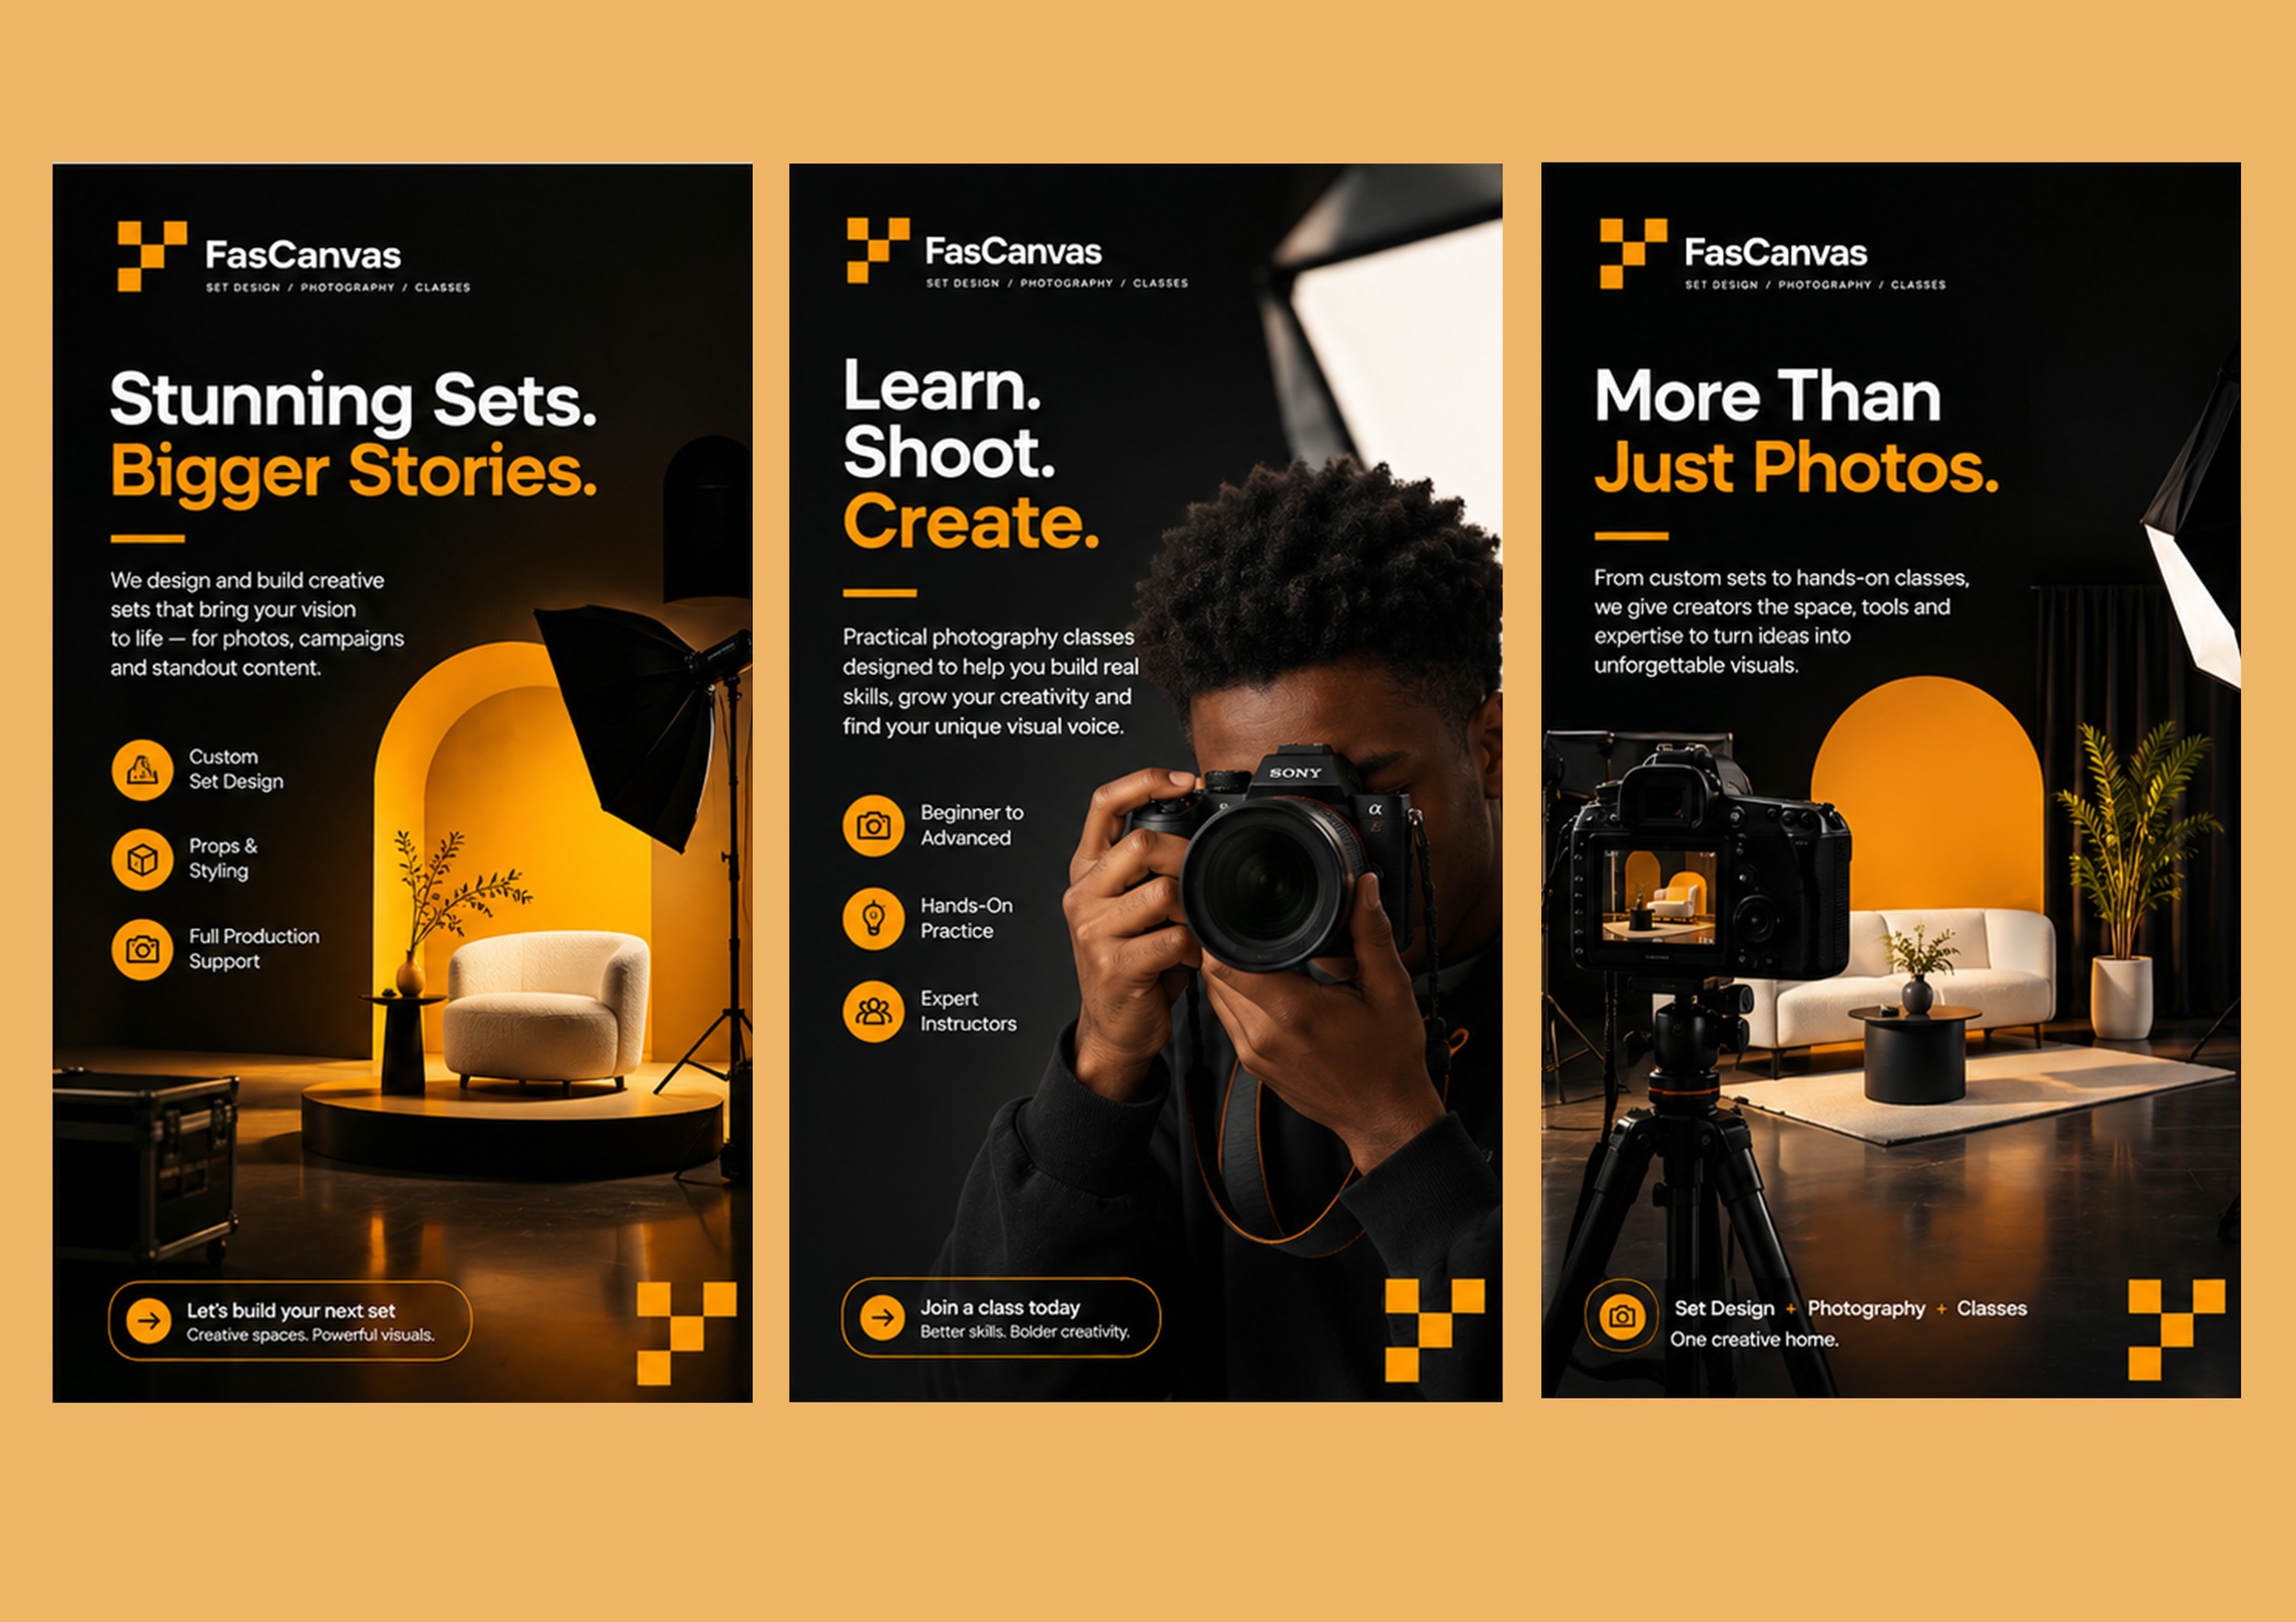 FasCanvas
SET DESIGN / PHOTOGRAPHY / CLASSES
Stunning Sets.
Bigger Stories.
We design and build creative
sets that bring your vision
to life — for photos, campaigns
and standout content.
Custom
Set Design
Props &
Styling
Full Production
Support
Let's build your next set
Creative spaces. Powerful visuals.
FasCanvas
SET DESIGN / PHOTOGRAPHY / CLASSES
Learn.
Shoot.
Create.
Practical photography classes
designed to help you build real
skills, grow your creativity and
find your unique visual voice.
Beginner to
Advanced
Hands-On
Practice
Expert
Instructors
SONY
α
Join a class today
Better skills. Bolder creativity.
FasCanvas
SET DESIGN / PHOTOGRAPHY / CLASSES
More Than
Just Photos.
From custom sets to hands-on classes,
we give creators the space, tools and
expertise to turn ideas into
unforgettable visuals.
Set Design + Photography + Classes
One creative home.